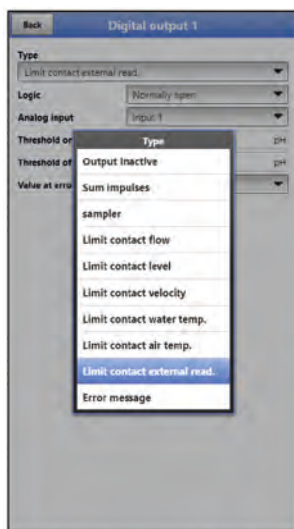 Back
Digital output 1
Type
Limit contact external read.
Logic
Normally open
Analog input
Input 1
Threshold on
pH
Threshold of
pH
Value at erro
Type
Output inactive
Sum impulses
sampler
Limit contact flow
Limit contact level
Limit contact velocity
Limit contact water temp.
Limit contact air temp.
Limit contact external read.
Error message